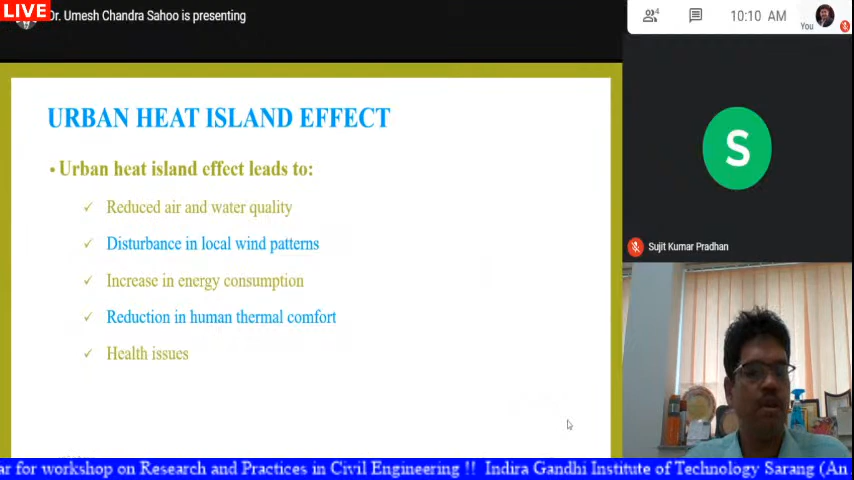 LIVE
Dr. Umesh Chandra Sahoo is presenting
4
10:10 AM
You
URBAN HEAT ISLAND EFFECT
• Urban heat island effect leads to:
✓ Reduced air and water quality
✓ Disturbance in local wind patterns
✓ Increase in energy consumption
✓ Reduction in human thermal comfort
✓ Health issues
S
Sujit Kumar Pradhan
ar for workshop on Research and Practices in Civil Engineering !! Indira Gandhi Institute of Technology Sarang (An